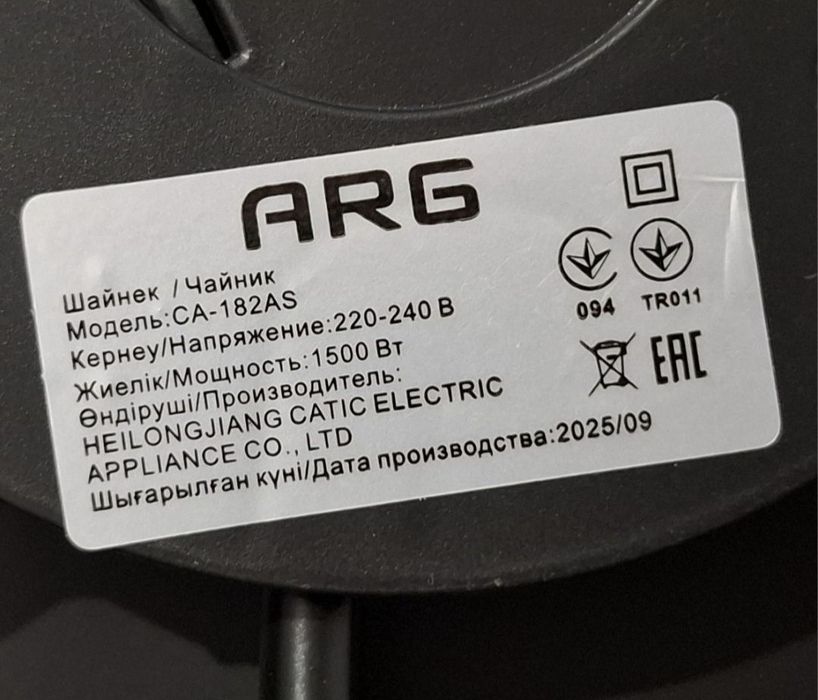 ARG
Шайнек / Чайник
Модель:CA-182AS
Кернеу/Напряжение:220-240 В
Жиелік/Мощность:1500 Вт
Өндіруші/Производитель:
HEILONGJIANG CATIC ELECTRIC
APPLIANCE CO., LTD
Шығарылған күні/Дата производства:2025/09
094
TR011
EAC